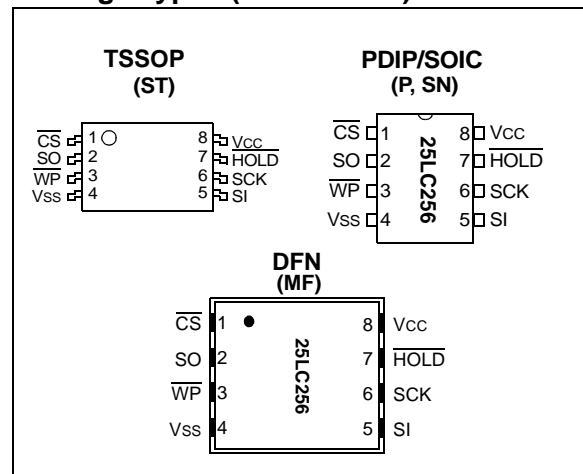 TSSOP
(ST)
CS 1 8 VCC
SO 2 7 HOLD
WP 3 6 SCK
VSS 4 5 SI
PDIP/SOIC
(P, SN)
CS 1 8 VCC
SO 2 7 HOLD
WP 3 6 SCK
VSS 4 5 SI
25LC256
DFN
(MF)
CS 1 8 VCC
SO 2 7 HOLD
WP 3 6 SCK
VSS 4 5 SI
25LC256